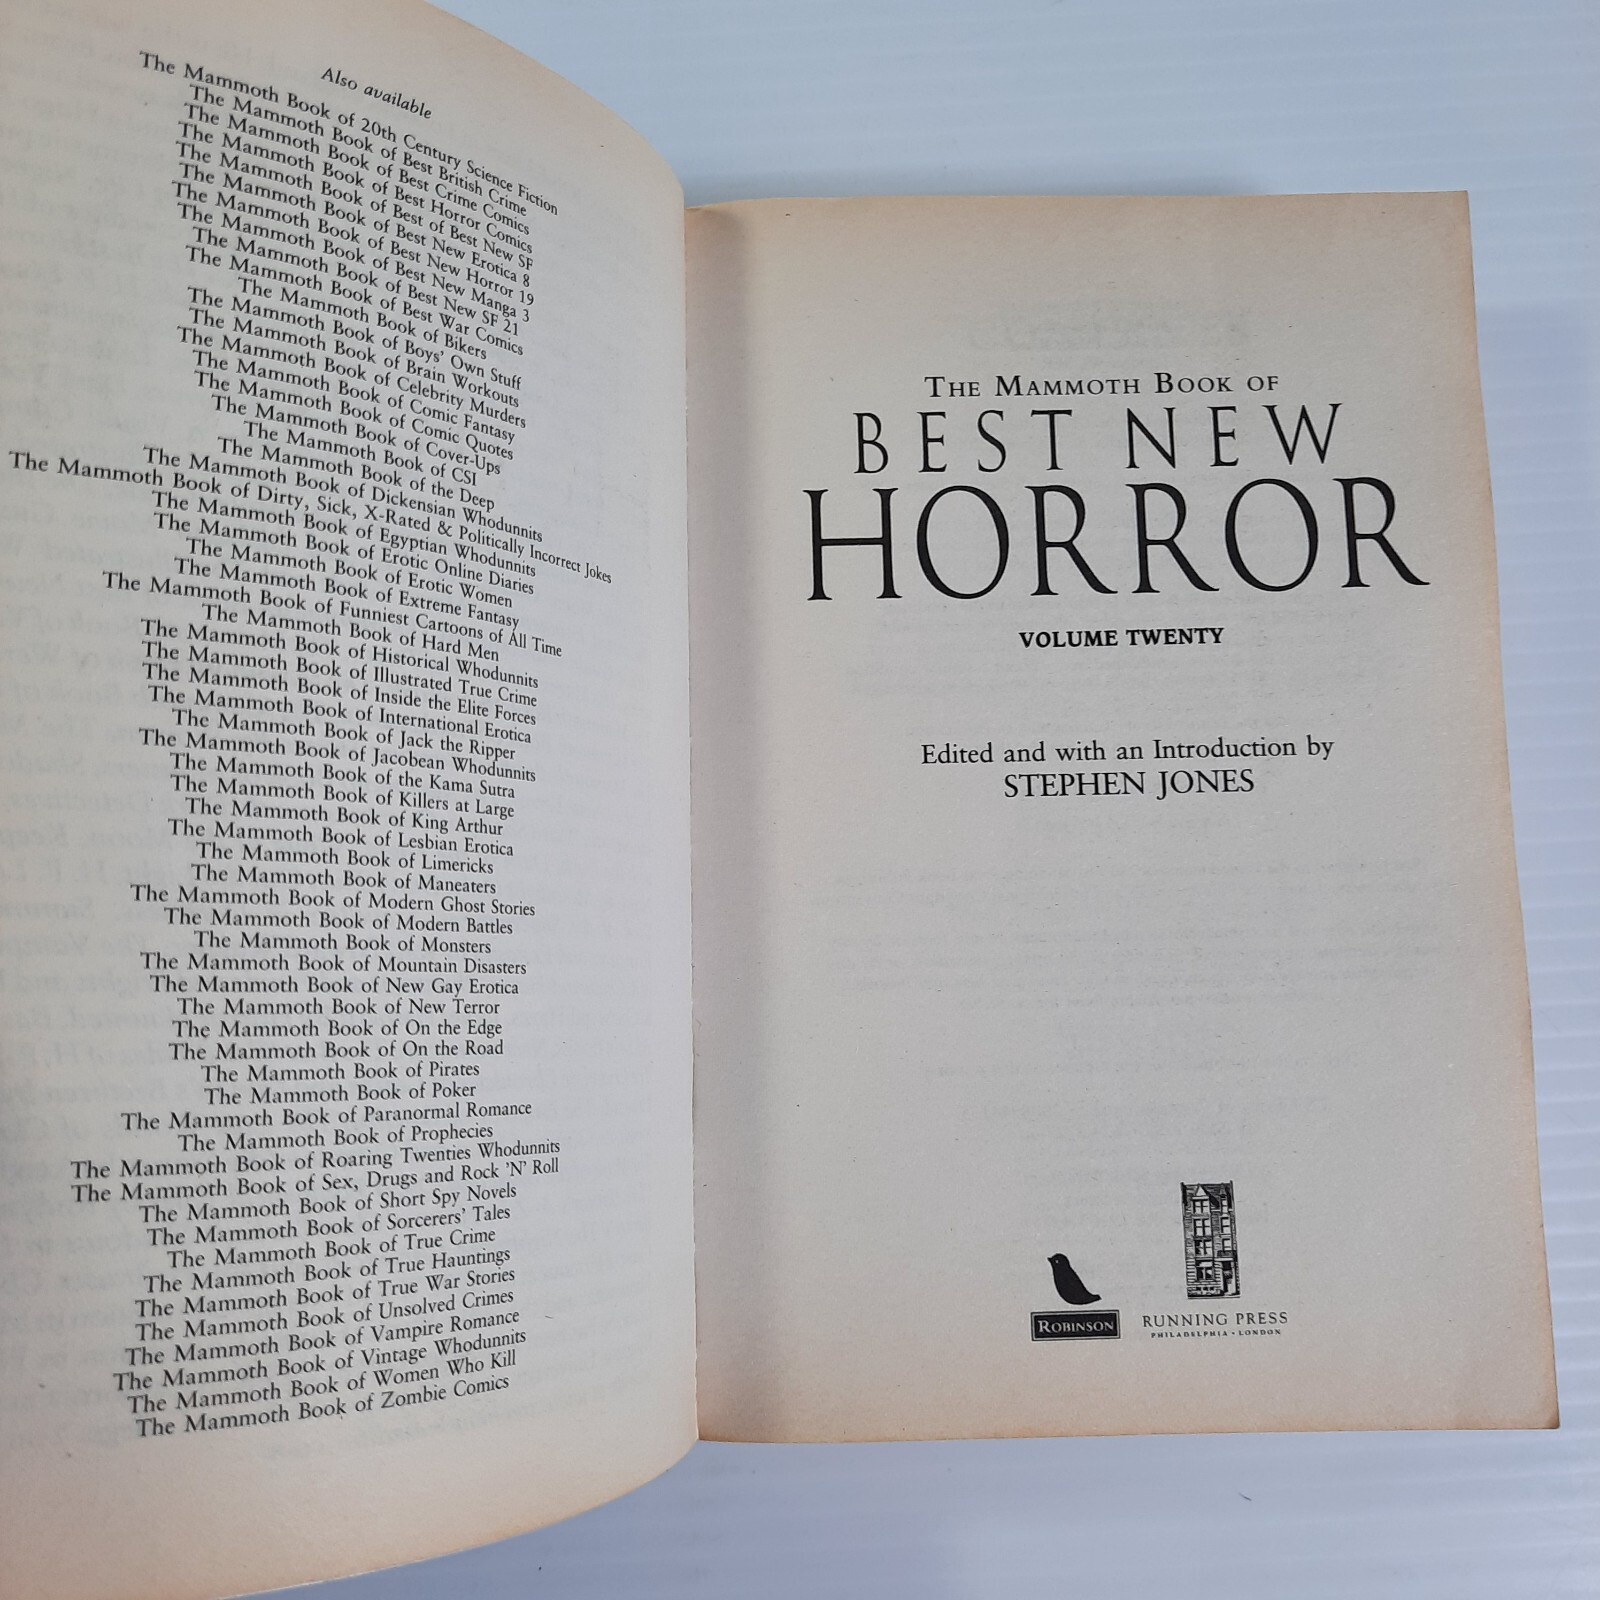 Also available
The Mammoth Book of 20th Century Science Fiction
The Mammoth Book of Best British Crime
The Mammoth Book of Best Crime Comics
The Mammoth Book of Best Horror Comics
The Mammoth Book of Best of Best New SF
The Mammoth Book of Best New Erotica 8
The Mammoth Book of Best New Horror 19
The Mammoth Book of Best New Manga 3
The Mammoth Book of Best New SF 21
The Mammoth Book of Best War Comics
The Mammoth Book of Bikers
The Mammoth Book of Boys' Own Stuff
The Mammoth Book of Brain Workouts
The Mammoth Book of Celebrity Murders
The Mammoth Book of Comic Fantasy
The Mammoth Book of Comic Quotes
The Mammoth Book of Cover-Ups
The Mammoth Book of CSI
The Mammoth Book of the Deep
The Mammoth Book of Dickensian Whodunnits
The Mammoth Book of Dirty, Sick, X-Rated & Politically Incorrect Jokes
The Mammoth Book of Egyptian Whodunnits
The Mammoth Book of Erotic Online Diaries
The Mammoth Book of Erotic Women
The Mammoth Book of Extreme Fantasy
The Mammoth Book of Funniest Cartoons of All Time
The Mammoth Book of Hard Men
The Mammoth Book of Historical Whodunnits
The Mammoth Book of Illustrated True Crime
The Mammoth Book of Inside the Elite Forces
The Mammoth Book of International Erotica
The Mammoth Book of Jack the Ripper
The Mammoth Book of Jacobean Whodunnits
The Mammoth Book of the Kama Sutra
The Mammoth Book of Killers at Large
The Mammoth Book of King Arthur
The Mammoth Book of Lesbian Erotica
The Mammoth Book of Limericks
The Mammoth Book of Maneaters
The Mammoth Book of Modern Ghost Stories
The Mammoth Book of Modern Battles
The Mammoth Book of Monsters
The Mammoth Book of Mountain Disasters
The Mammoth Book of New Gay Erotica
The Mammoth Book of New Terror
The Mammoth Book of On the Edge
The Mammoth Book of On the Road
The Mammoth Book of Pirates
The Mammoth Book of Poker
The Mammoth Book of Paranormal Romance
The Mammoth Book of Prophecies
The Mammoth Book of Roaring Twenties Whodunnits
The Mammoth Book of Sex, Drugs and Rock 'N' Roll
The Mammoth Book of Short Spy Novels
The Mammoth Book of Sorcerers' Tales
The Mammoth Book of True Crime
The Mammoth Book of True Hauntings
The Mammoth Book of True War Stories
The Mammoth Book of Unsolved Crimes
The Mammoth Book of Vampire Romance
The Mammoth Book of Vintage Whodunnits
The Mammoth Book of Women Who Kill
The Mammoth Book of Zombie Comics
THE MAMMOTH BOOK OF
BEST NEW
HORROR
VOLUME TWENTY
Edited and with an Introduction by
STEPHEN JONES
ROBINSON
RUNNING PRESS
PHILADELPHIA • LONDON